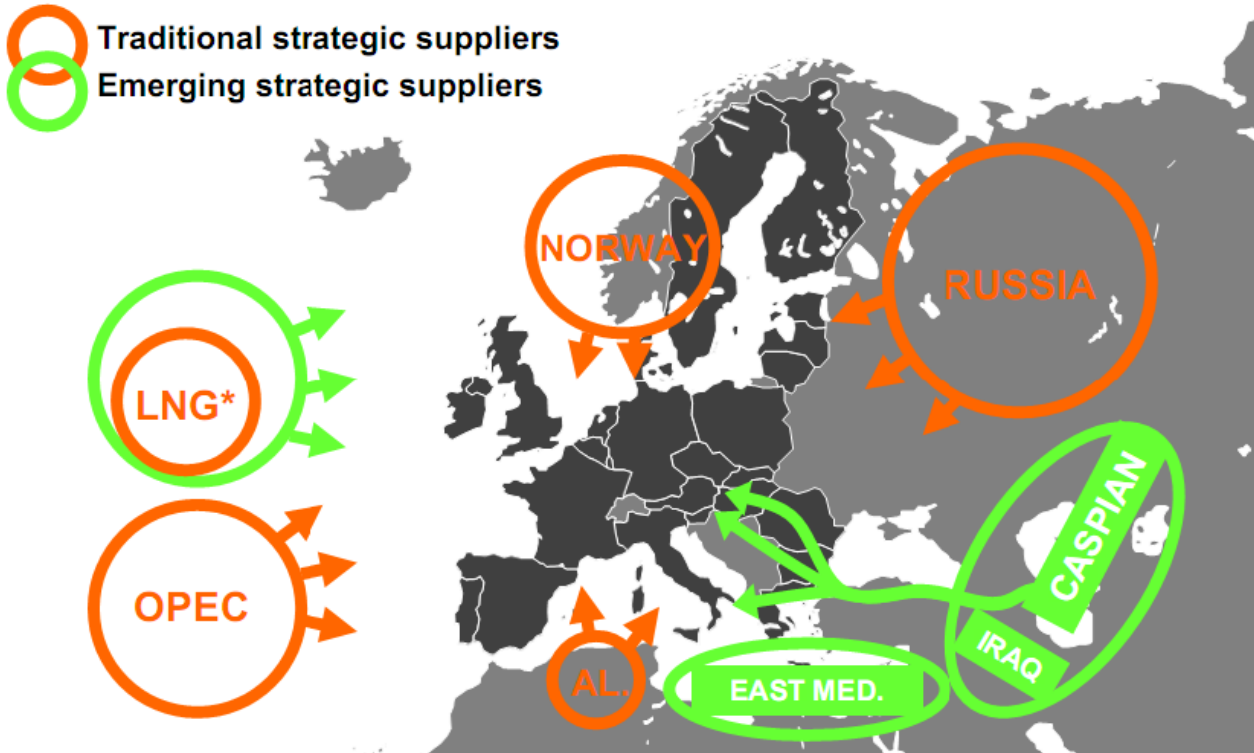 Traditional strategic suppliers
Emerging strategic suppliers
NORWAY
RUSSIA
LNG*
CASPIAN
OPEC
IRAQ
AL.
EAST MED.